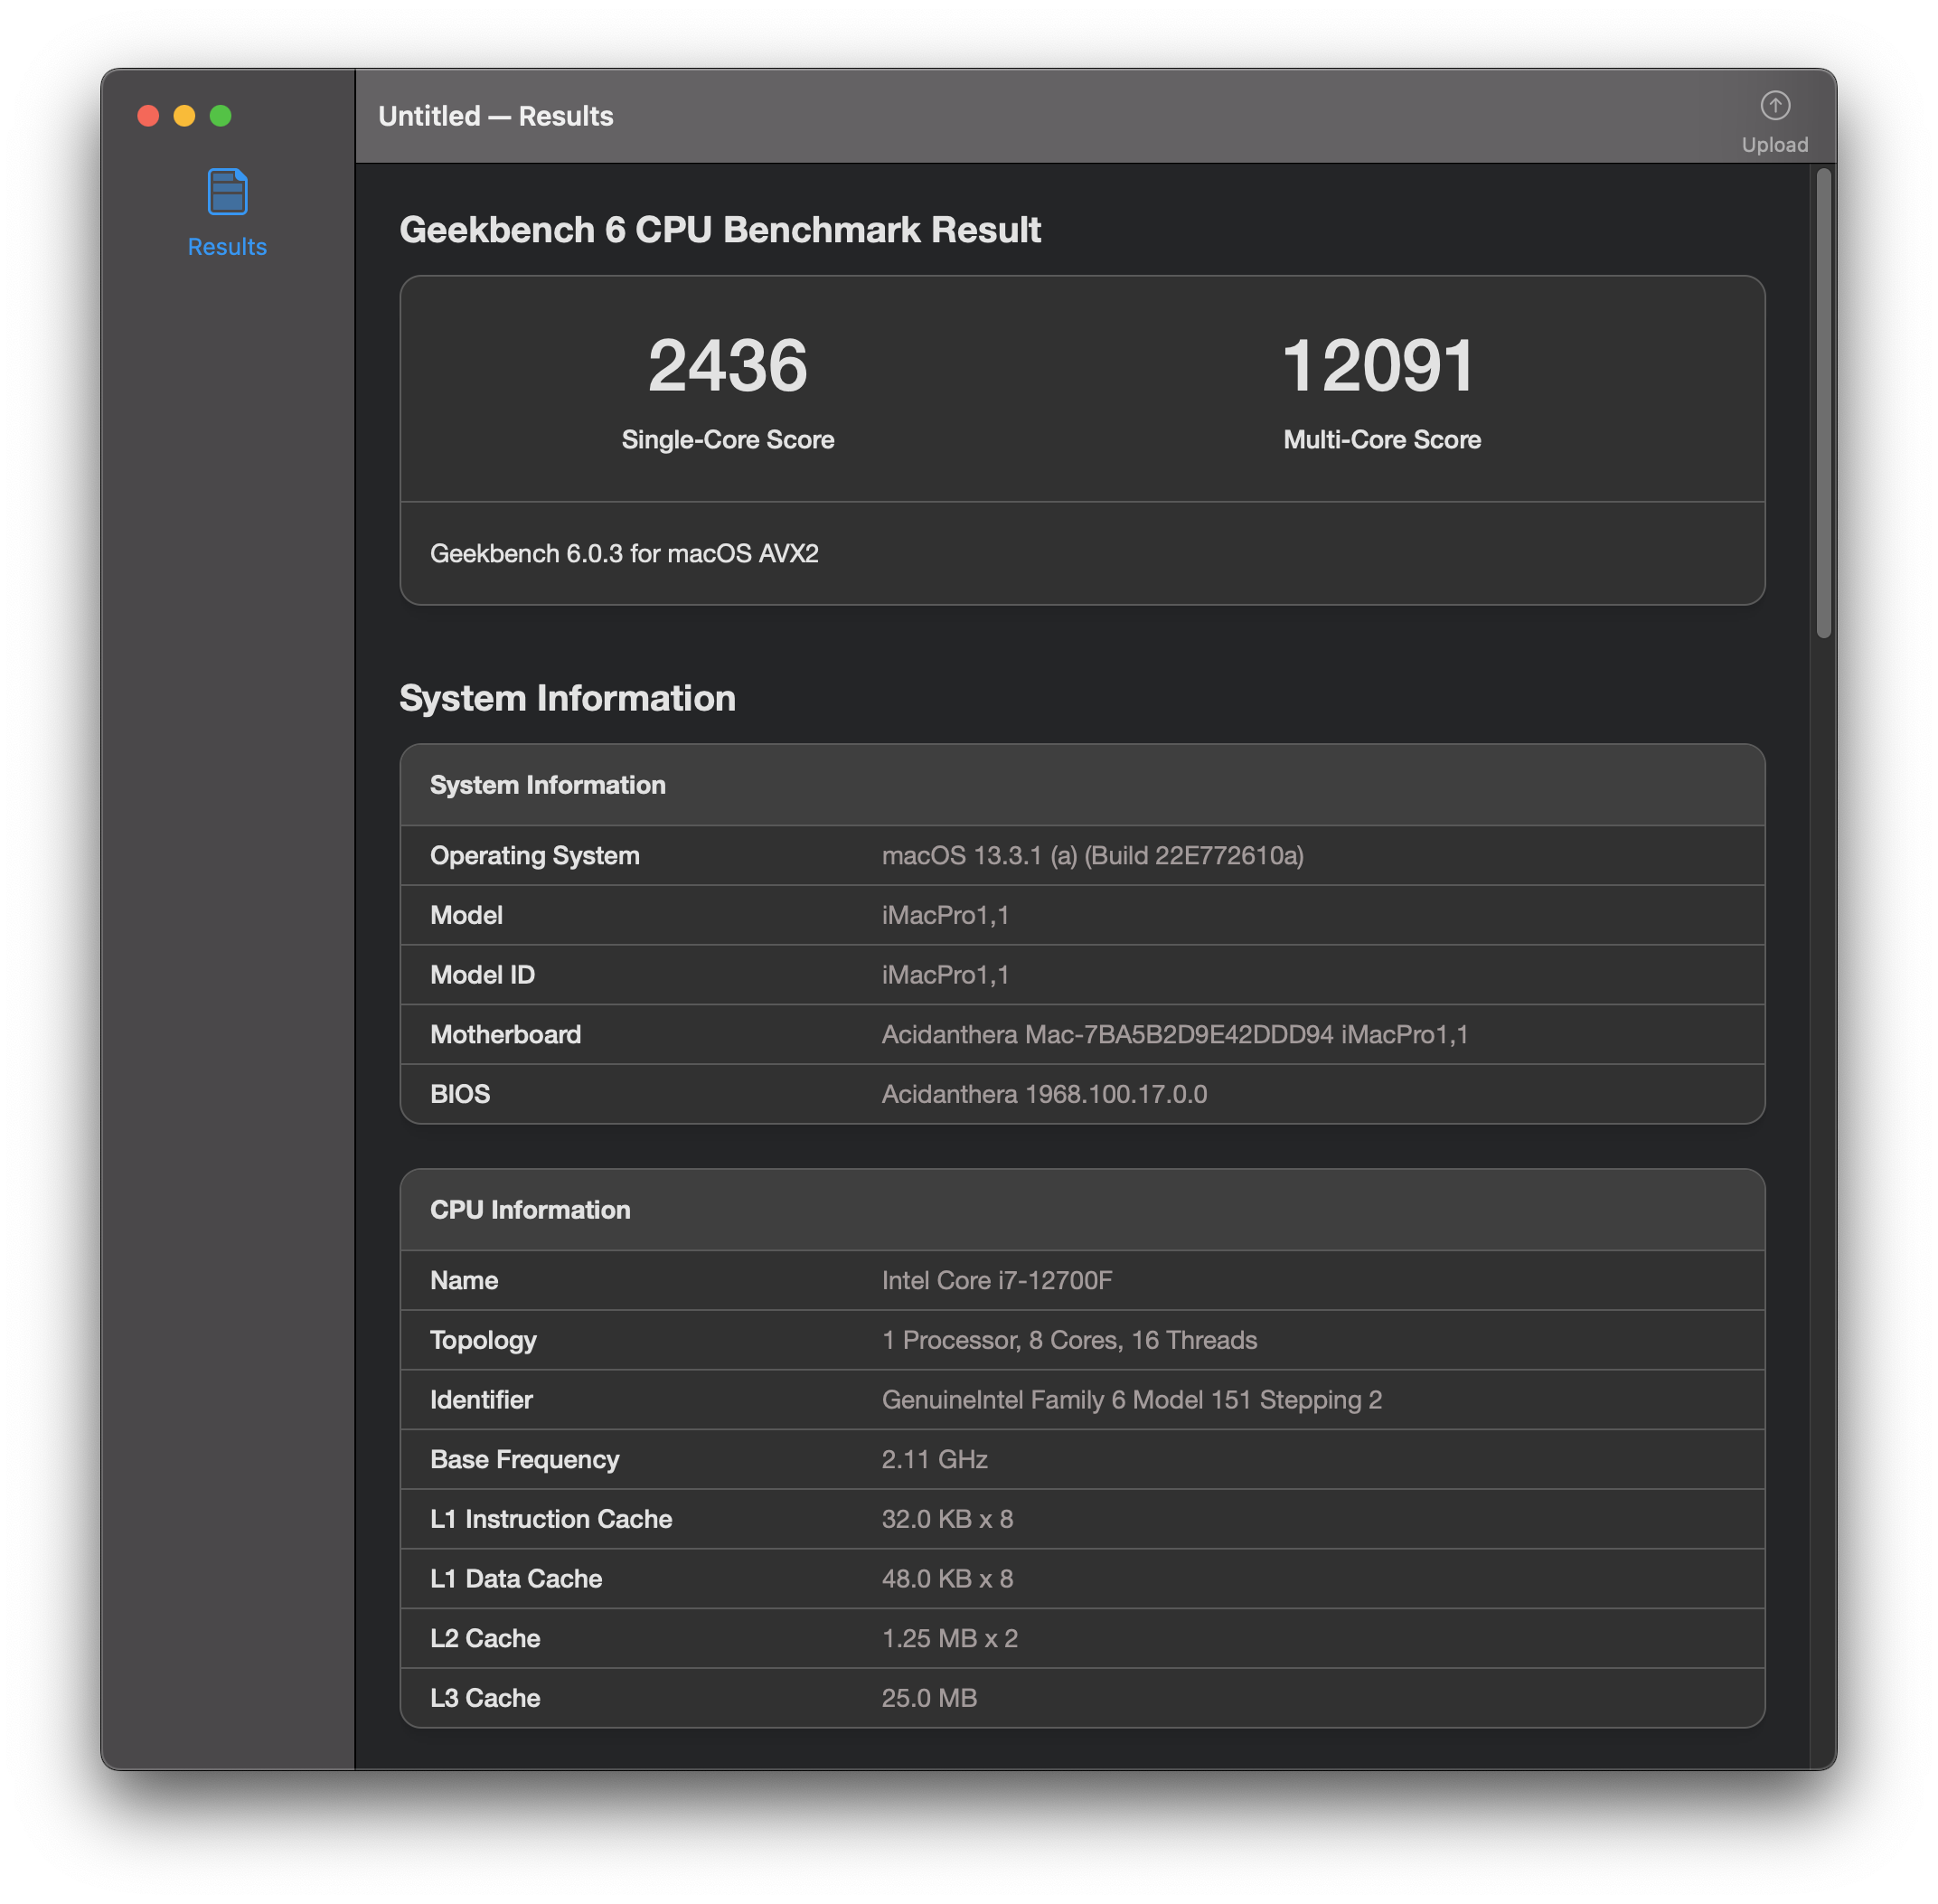 Untitled — Results
Upload
Results
Geekbench 6 CPU Benchmark Result
2436 12091
Single-Core Score Multi-Core Score
Geekbench 6.0.3 for macOS AVX2
System Information
System Information
Operating System macOS 13.3.1 (a) (Build 22E772610a)
Model iMacPro1,1
Model ID iMacPro1,1
Motherboard Acidanthera Mac-7BA5B2D9E42DDD94 iMacPro1,1
BIOS Acidanthera 1968.100.17.0.0
CPU Information
Name Intel Core i7-12700F
Topology 1 Processor, 8 Cores, 16 Threads
Identifier GenuineIntel Family 6 Model 151 Stepping 2
Base Frequency 2.11 GHz
L1 Instruction Cache 32.0 KB x 8
L1 Data Cache 48.0 KB x 8
L2 Cache 1.25 MB x 2
L3 Cache 25.0 MB